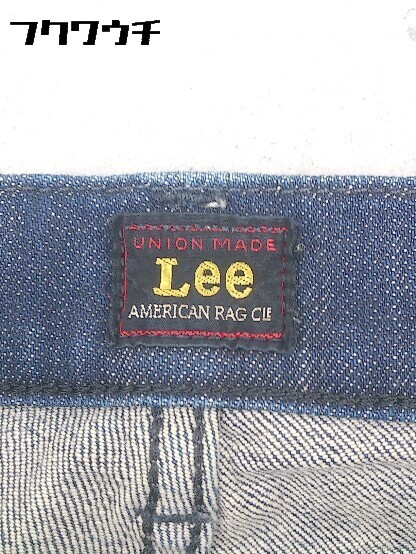 フクワウチ
UNION MADE
Lee
AMERICAN RAG CIE